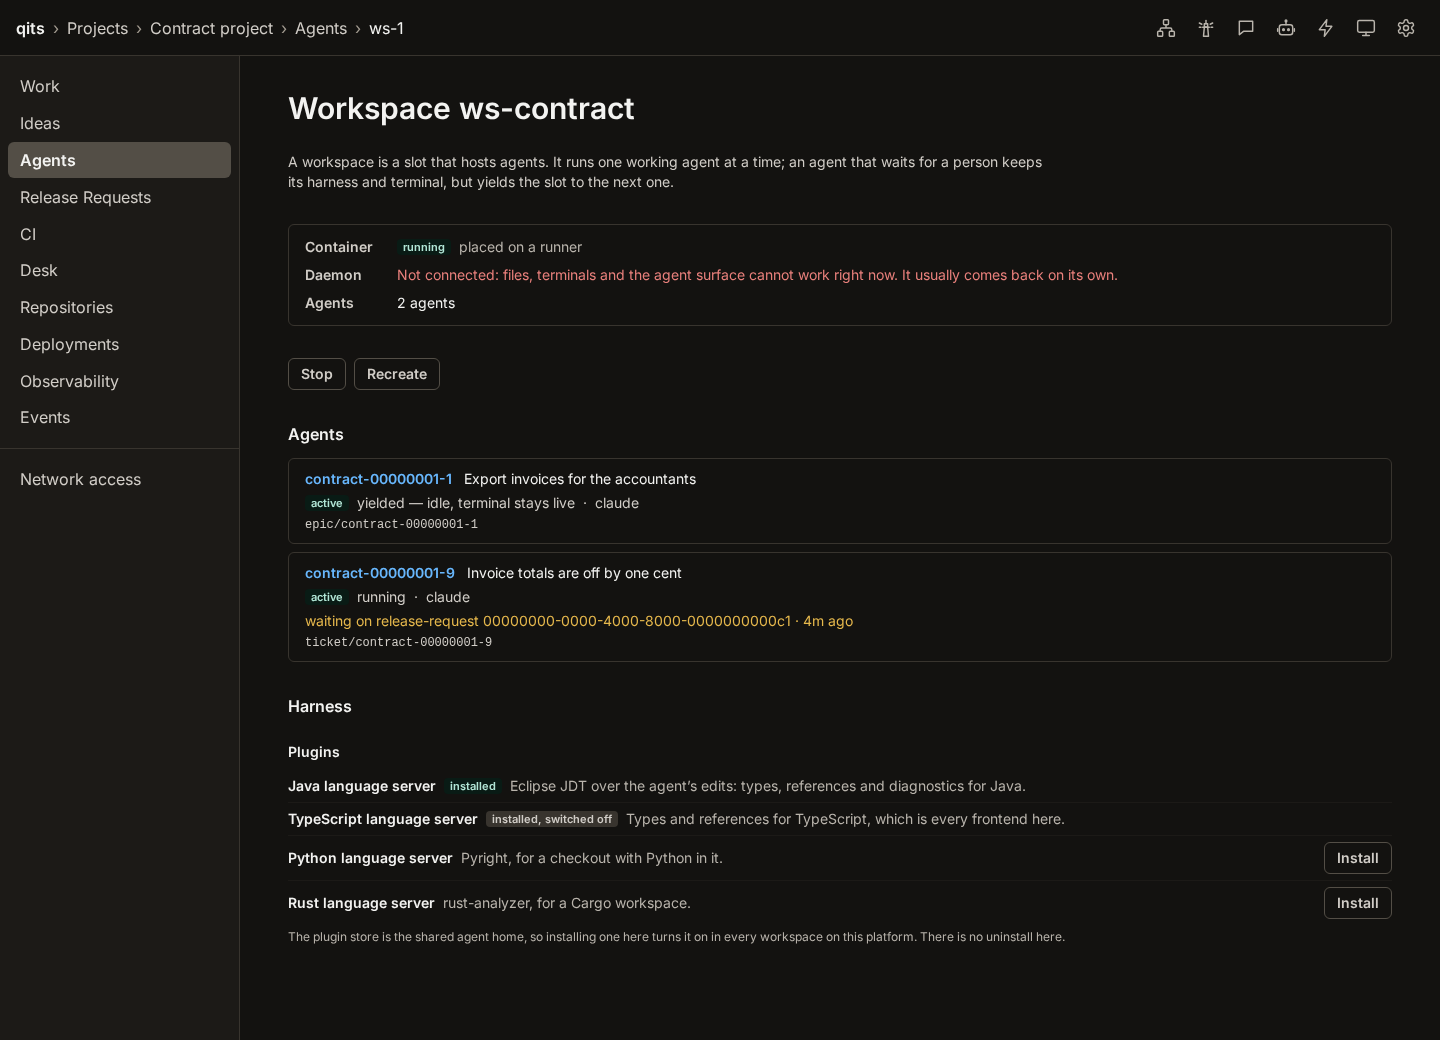 qits › Projects › Contract project › Agents › ws-1
Work
Ideas
Agents
Release Requests
CI
Desk
Repositories
Deployments
Observability
Events
Network access
Workspace ws-contract
A workspace is a slot that hosts agents. It runs one working agent at a time; an agent that waits for a person keeps
its harness and terminal, but yields the slot to the next one.
Container running placed on a runner
Daemon Not connected: files, terminals and the agent surface cannot work right now. It usually comes back on its own.
Agents 2 agents
Stop Recreate
Agents
contract-00000001-1 Export invoices for the accountants
active yielded — idle, terminal stays live · claude
epic/contract-00000001-1
contract-00000001-9 Invoice totals are off by one cent
active running · claude
waiting on release-request 00000000-0000-4000-8000-0000000000c1 · 4m ago
ticket/contract-00000001-9
Harness
Plugins
Java language server installed Eclipse JDT over the agent’s edits: types, references and diagnostics for Java.
TypeScript language server installed, switched off Types and references for TypeScript, which is every frontend here.
Python language server Pyright, for a checkout with Python in it. Install
Rust language server rust-analyzer, for a Cargo workspace. Install
The plugin store is the shared agent home, so installing one here turns it on in every workspace on this platform. There is no uninstall here.